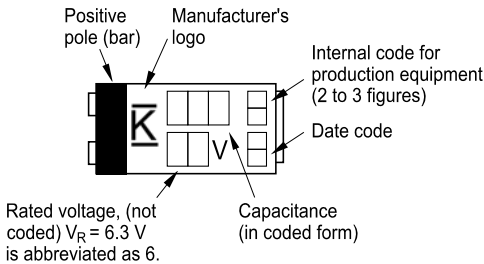 Positive
pole (bar)
Manufacturer's
logo
Internal code for
production equipment
(2 to 3 figures)
Date code
K
V
Rated voltage, (not
coded) VR = 6.3 V
is abbreviated as 6.
Capacitance
(in coded form)